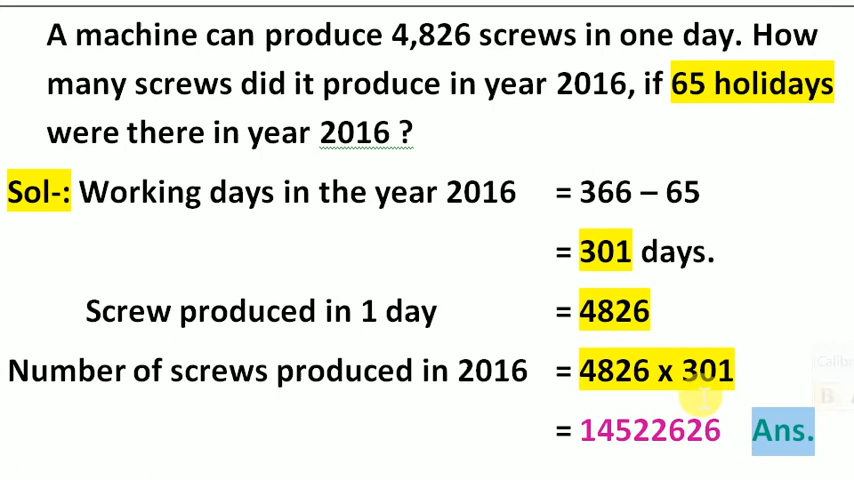 A machine can produce 4,826 screws in one day. How
many screws did it produce in year 2016, if 65 holidays
were there in year 2016 ?
Sol-: Working days in the year 2016 = 366 – 65
= 301 days.
Screw produced in 1 day = 4826
Number of screws produced in 2016 = 4826 x 301
= 14522626 Ans.
B